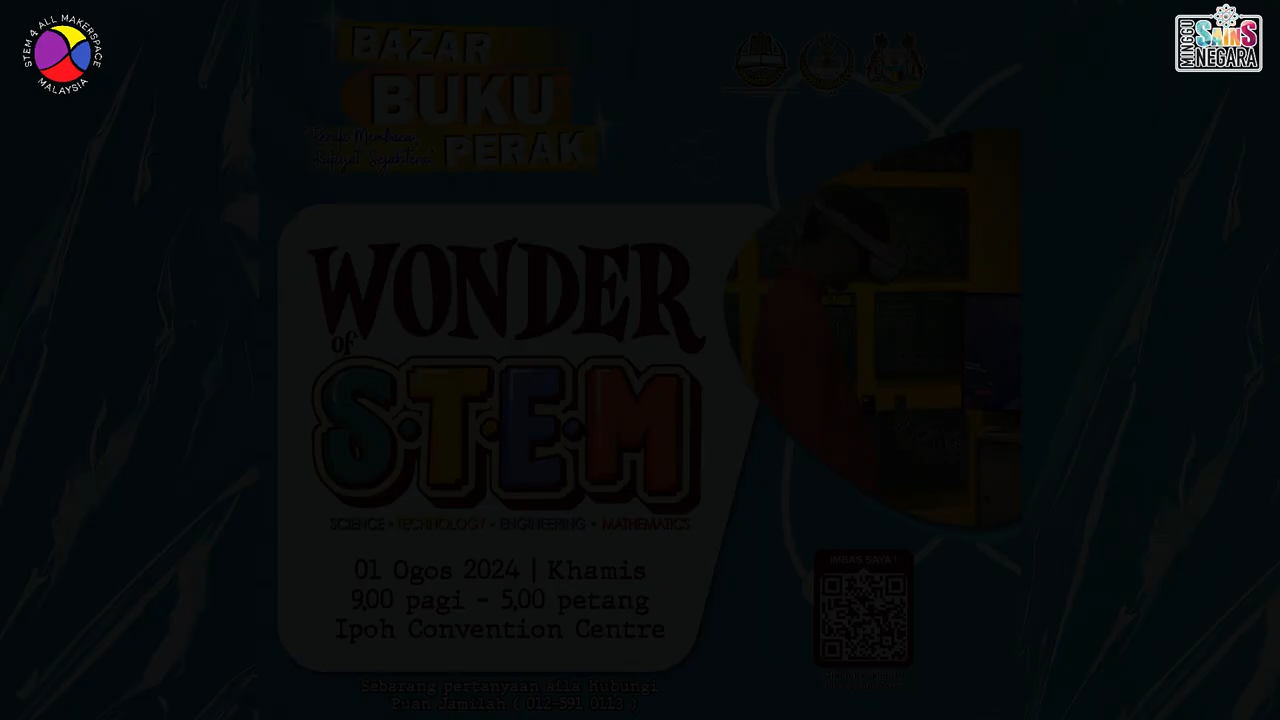 STEM 4 ALL MAKERSPACE
MALAYSIA
MINGGU
SAINS
NEGARA
BAZAR
BUKU
PERAK
WONDER
of
S·T·E·M
SCIENCE • TECHNOLOGY • ENGINEERING • MATHEMATICS
01 Ogos 2024 | Khamis
9,00 pagi - 5,00 petang
Ipoh Convention Centre
IMBAS SAYA !
Sebarang pertanyaan sila hubungi
Puan Jamilah ( 012-591 0113 )